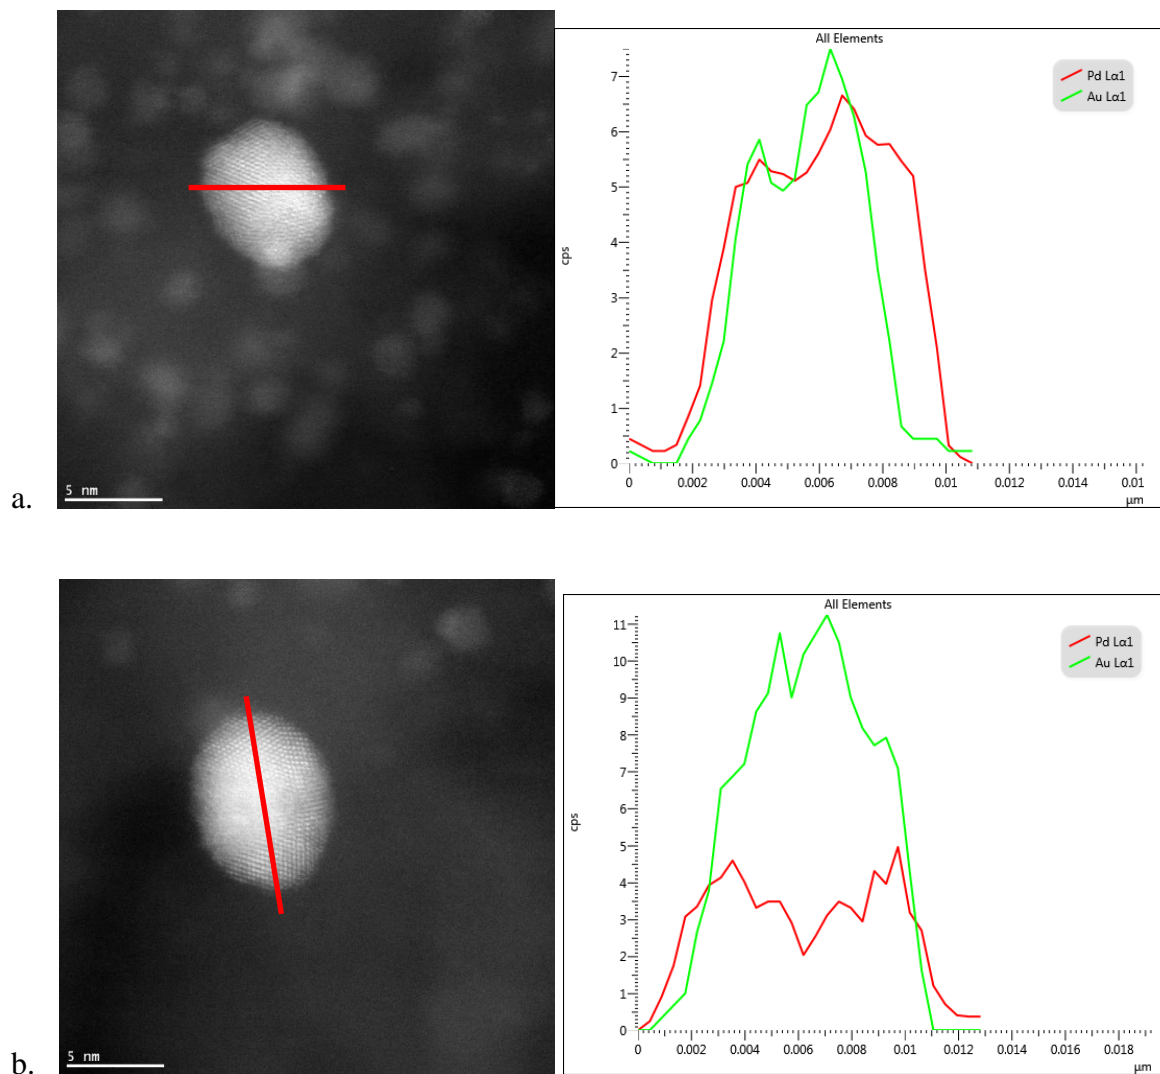 a.
5 nm
All Elements
Pd Lα1
Au Lα1
7
6
5
4
3
2
1
0
cps
0 0.002 0.004 0.006 0.008 0.01 0.012 0.014 0.01
µm
b.
5 nm
All Elements
Pd Lα1
Au Lα1
11
10
9
8
7
6
5
4
3
2
1
0
cps
0 0.002 0.004 0.006 0.008 0.01 0.012 0.014 0.016 0.018
µm